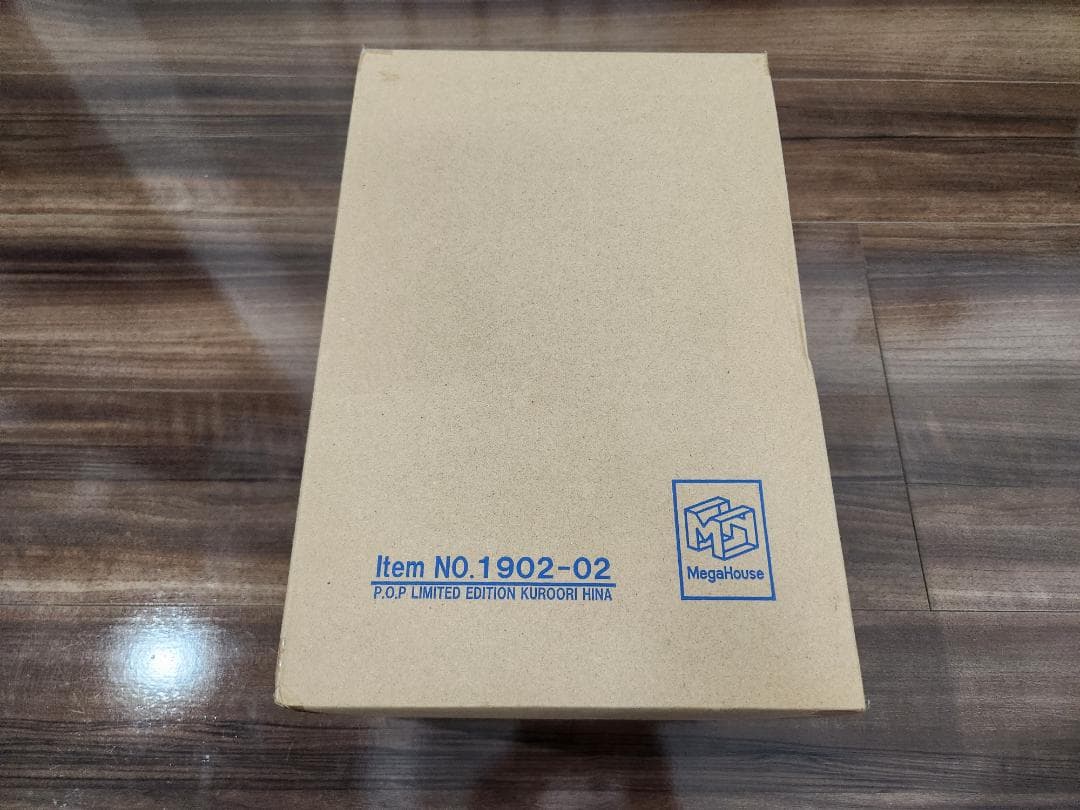 Item NO.1902-02
P.O.P LIMITED EDITION KUROORI HINA
MegaHouse